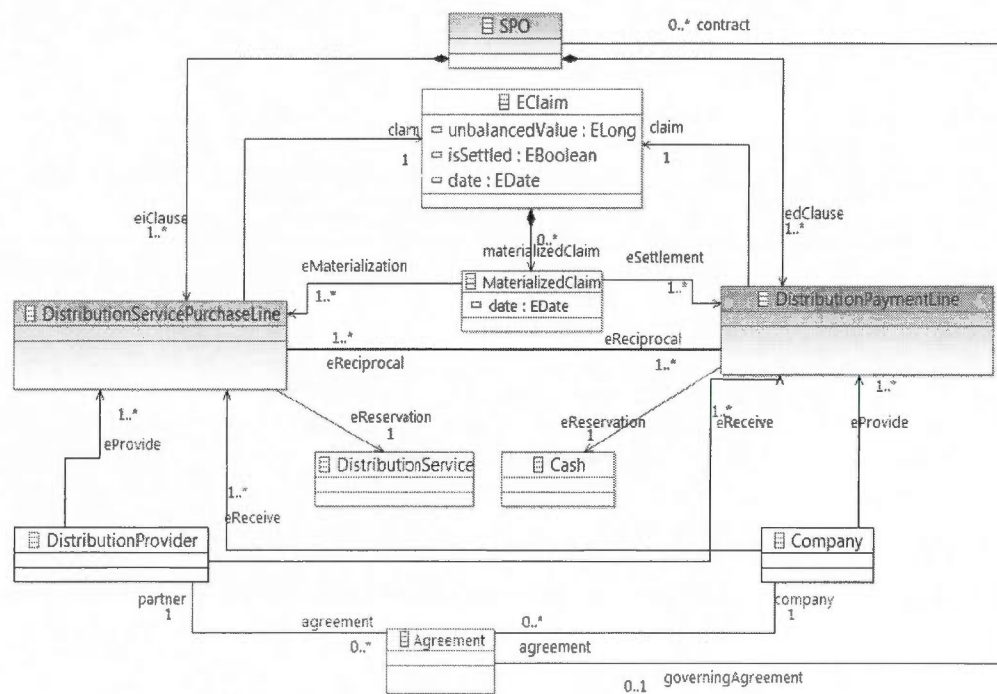 SPO
0..* contract
EClaim
claim
1
unbalancedValue : ELong
isSettled : EBoolean
date : EDate
claim
1
eiClause
1..*
edClause
1..*
0..*
materializedClaim
eMaterialization
1..*
MaterializedClaim
date : EDate
eSettlement
1..*
DistributionServicePurchaseLine
DistributionPaymentLine
1..*
eReciprocal
eReciprocal
1..*
1..*
eProvide
eReservation
1
eReservation
1
1..*
eReceive
1..*
eProvide
DistributionService
Cash
1..*
eReceive
DistributionProvider
Company
partner
1
agreement
0..*
Agreement
0..*
agreement
company
1
0..1
governingAgreement